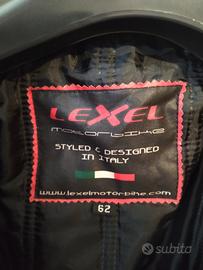 LEXEL
motorbike
STYLED & DESIGNED
IN ITALY
www.lexelmotorbike.com
62
subito